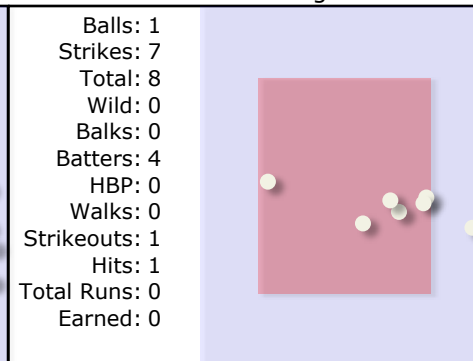 Balls: 1
Strikes: 7
Total: 8
Wild: 0
Balks: 0
Batters: 4
HBP: 0
Walks: 0
Strikeouts: 1
Hits: 1
Total Runs: 0
Earned: 0